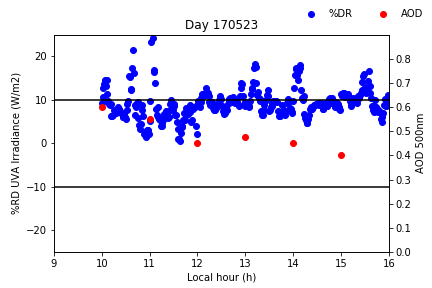 %DR AOD
Day 170523
%RD UVA Irradiance (W/m2)
20
10
0
−10
−20
0.8
0.7
0.6
0.5
0.4
0.3
0.2
0.1
0.0
AOD 500nm
9 10 11 12 13 14 15 16
Local hour (h)